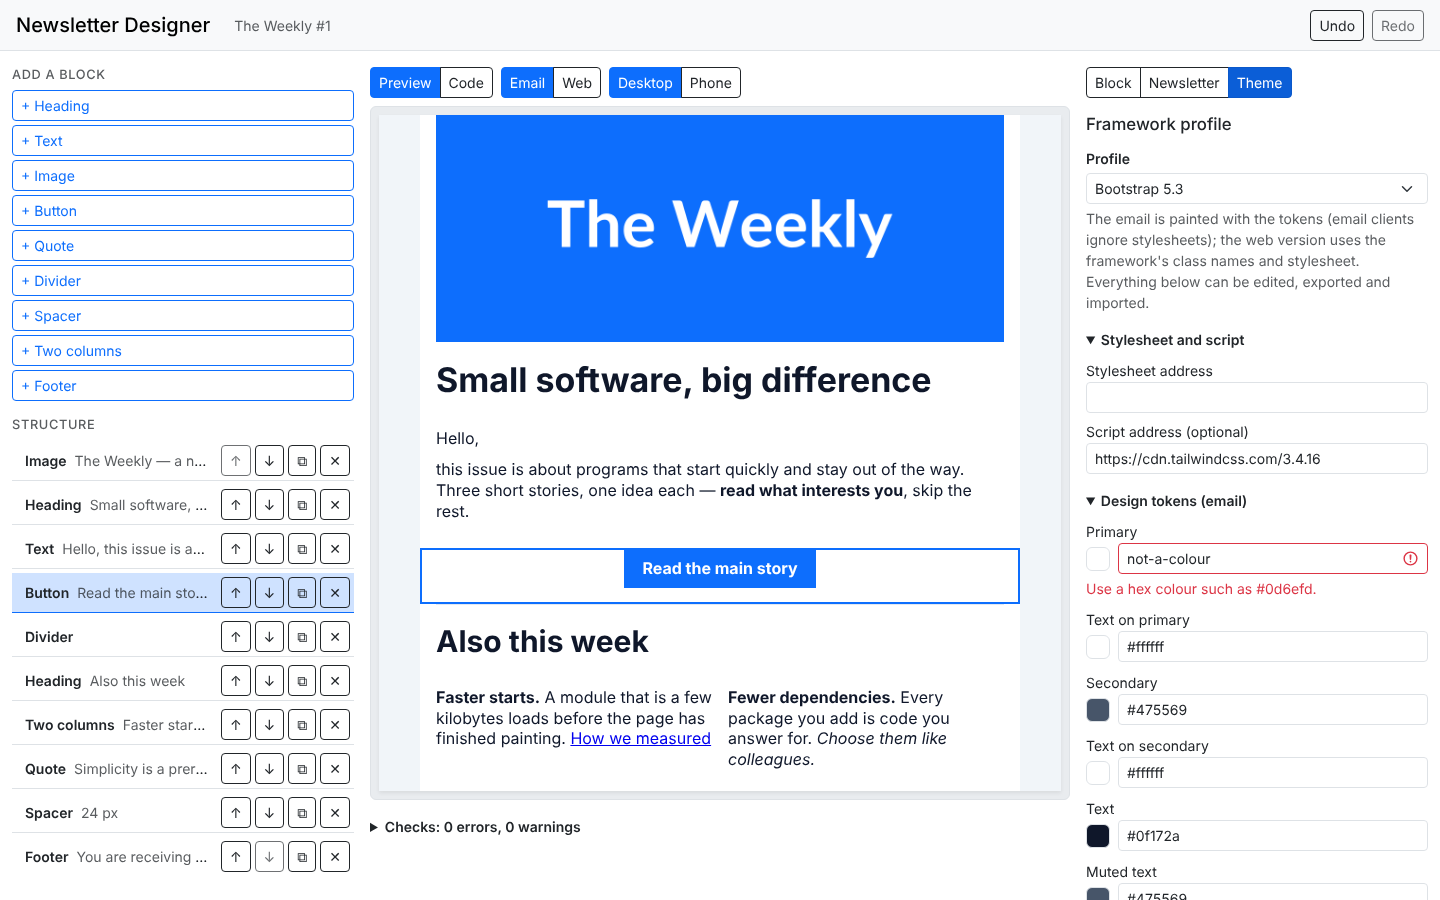 Newsletter Designer
The Weekly #1
Undo
Redo
ADD A BLOCK
+ Heading
+ Text
+ Image
+ Button
+ Quote
+ Divider
+ Spacer
+ Two columns
+ Footer
STRUCTURE
Image The Weekly — a n... ↑ ↓ ⧉ ✕
Heading Small software, ... ↑ ↓ ⧉ ✕
Text Hello, this issue is a... ↑ ↓ ⧉ ✕
Button Read the main sto... ↑ ↓ ⧉ ✕
Divider ↑ ↓ ⧉ ✕
Heading Also this week ↑ ↓ ⧉ ✕
Two columns Faster star... ↑ ↓ ⧉ ✕
Quote Simplicity is a prer... ↑ ↓ ⧉ ✕
Spacer 24 px ↑ ↓ ⧉ ✕
Footer You are receiving ... ↑ ↓ ⧉ ✕
Preview Code Email Web Desktop Phone
The Weekly
Small software, big difference
Hello,
this issue is about programs that start quickly and stay out of the way.
Three short stories, one idea each — read what interests you, skip the
rest.
Read the main story
Also this week
Faster starts. A module that is a few
kilobytes loads before the page has
finished painting. How we measured
Fewer dependencies. Every
package you add is code you
answer for. Choose them like
colleagues.
▶ Checks: 0 errors, 0 warnings
Block Newsletter Theme
Framework profile
Profile
Bootstrap 5.3
The email is painted with the tokens (email clients
ignore stylesheets); the web version uses the
framework's class names and stylesheet.
Everything below can be edited, exported and
imported.
▼ Stylesheet and script
Stylesheet address
Script address (optional)
https://cdn.tailwindcss.com/3.4.16
▼ Design tokens (email)
Primary
not-a-colour
Use a hex colour such as #0d6efd.
Text on primary
#ffffff
Secondary
#475569
Text on secondary
#ffffff
Text
#0f172a
Muted text
#475569